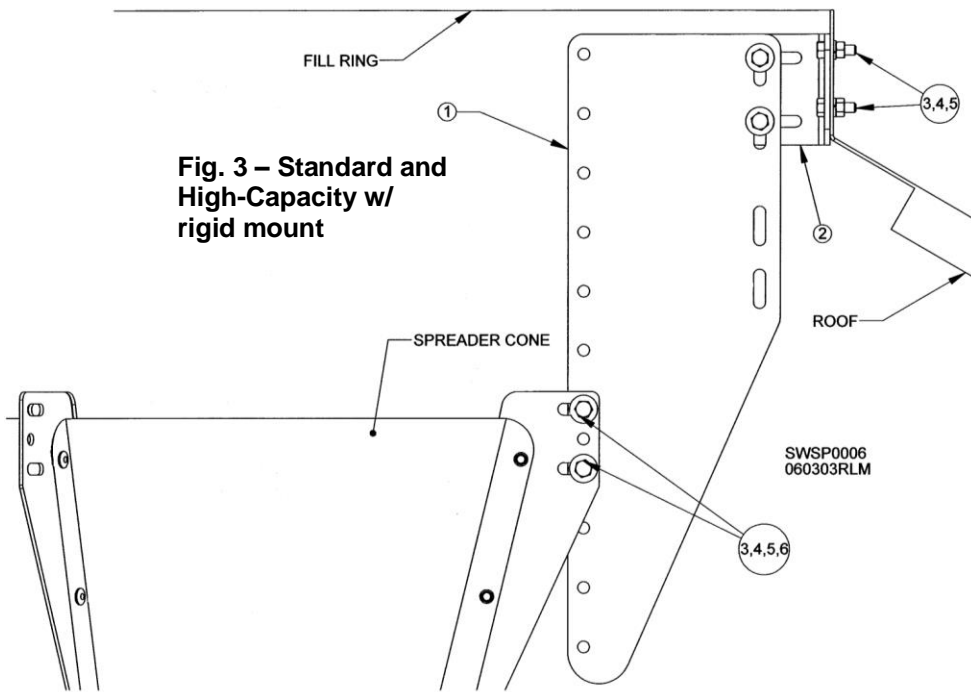 FILL RING
3,4,5
1
Fig. 3 – Standard and
High-Capacity w/
rigid mount
2
ROOF
SPREADER CONE
SWSP0006
060303RLM
3,4,5,6